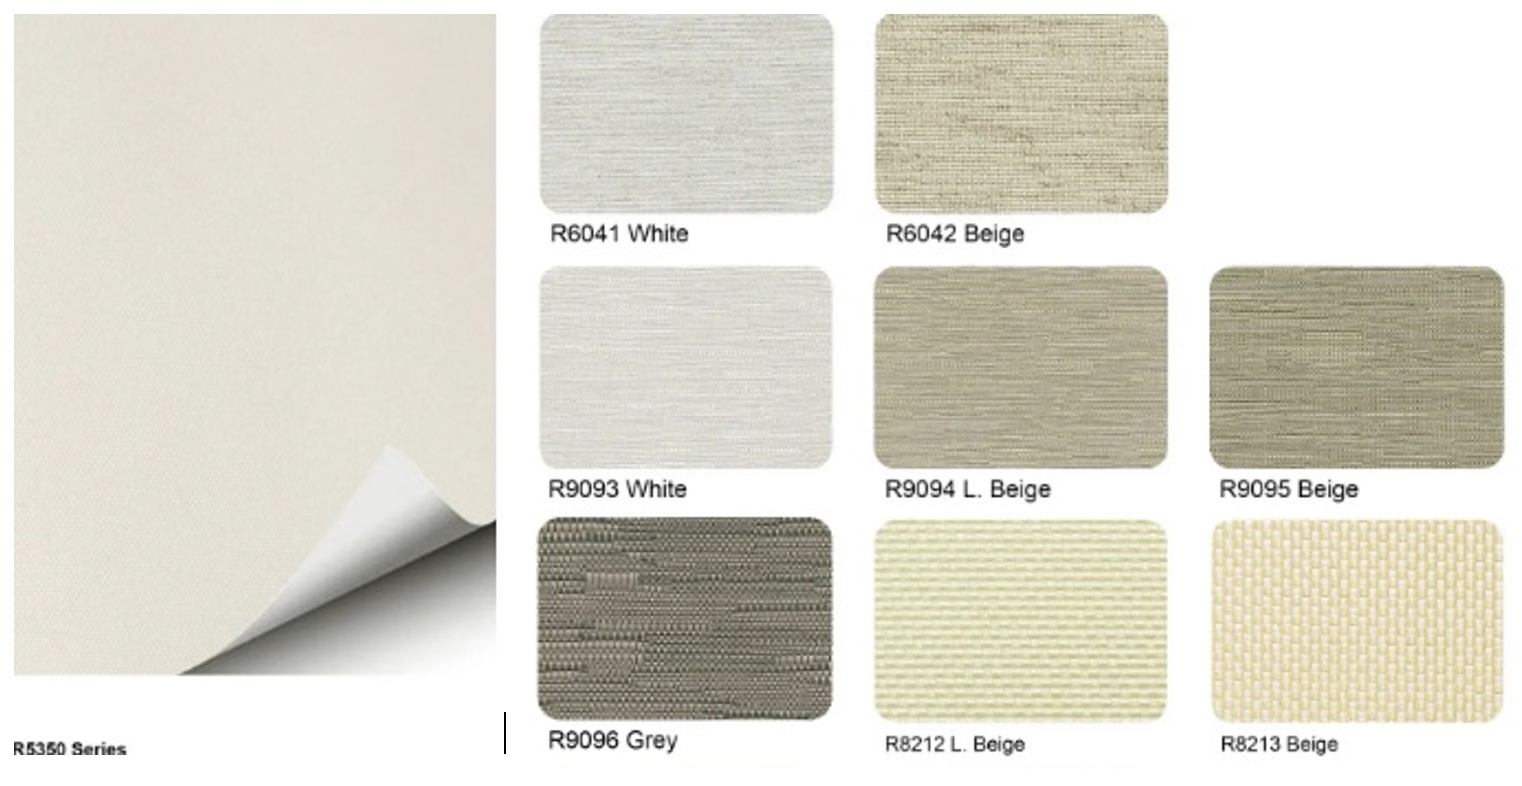 R6041 White
R6042 Beige
R9093 White
R9094 L. Beige
R9095 Beige
R9096 Grey
R8212 L. Beige
R8213 Beige
R5350 Series